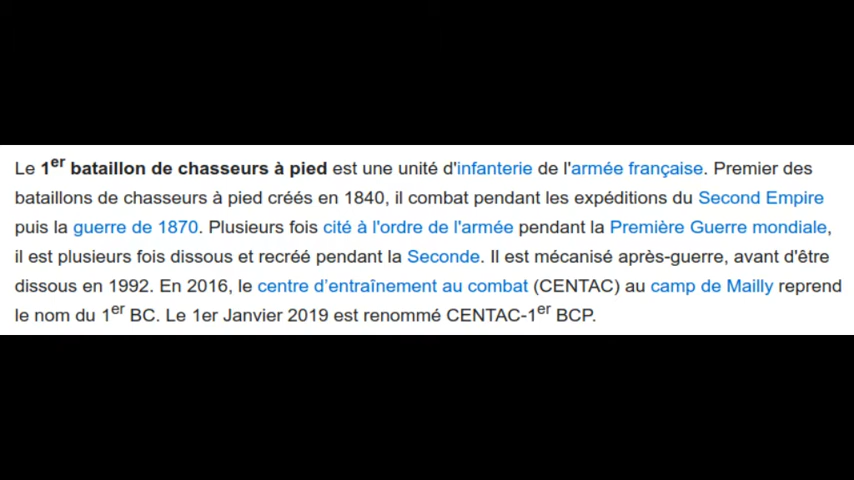 Le 1er bataillon de chasseurs à pied est une unité d'infanterie de l'armée française. Premier des
bataillons de chasseurs à pied créés en 1840, il combat pendant les expéditions du Second Empire
puis la guerre de 1870. Plusieurs fois cité à l'ordre de l'armée pendant la Première Guerre mondiale,
il est plusieurs fois dissous et recréé pendant la Seconde. Il est mécanisé après-guerre, avant d'être
dissous en 1992. En 2016, le centre d’entraînement au combat (CENTAC) au camp de Mailly reprend
le nom du 1er BC. Le 1er Janvier 2019 est renommé CENTAC-1er BCP.